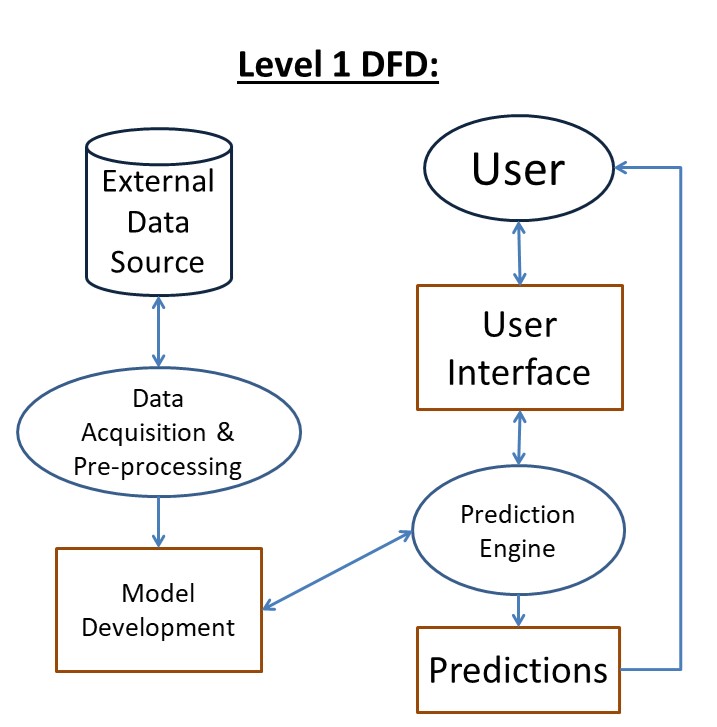 Level 1 DFD:
External
Data
Source
Data
Acquisition &
Pre-processing
Model
Development
User
User
Interface
Prediction
Engine
Predictions